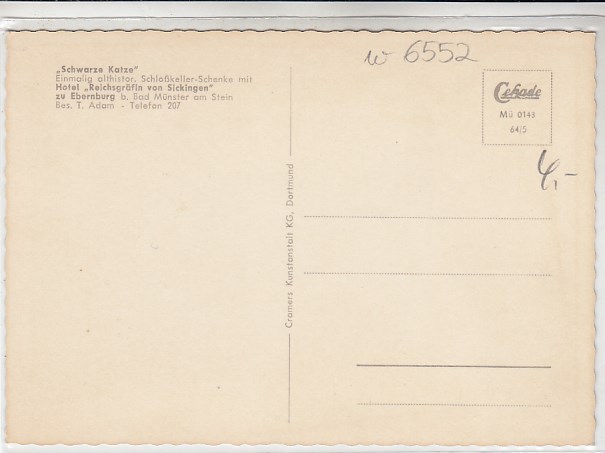 w 6552
„Schwarze Katze"
Einmalig althistor. Schloßkeller-Schenke mit
Hotel „Reichsgräfin von Sickingen"
zu Ebernburg b. Bad Münster am Stein
Bes. T. Adam - Telefon 207
Cekade
Mü 0148
64/5
4,-
Cramers Kunstanstalt KG, Dortmund